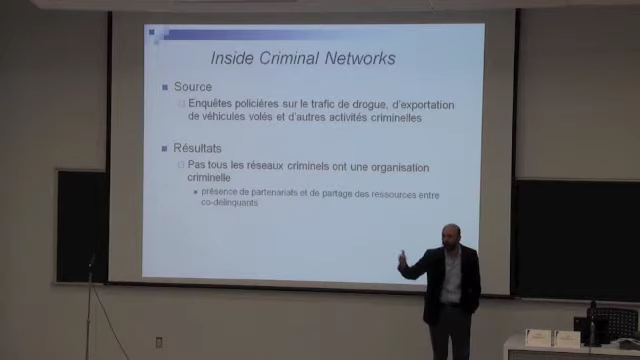 Inside Criminal Networks
Source
Enquêtes policières sur le trafic de drogue, d'exportation
de véhicules volés et d'autres activités criminelles
Résultats
Pas tous les réseaux criminels ont une organisation
criminelle
présence de partenariats et de partage des ressources entre
co-délinquants